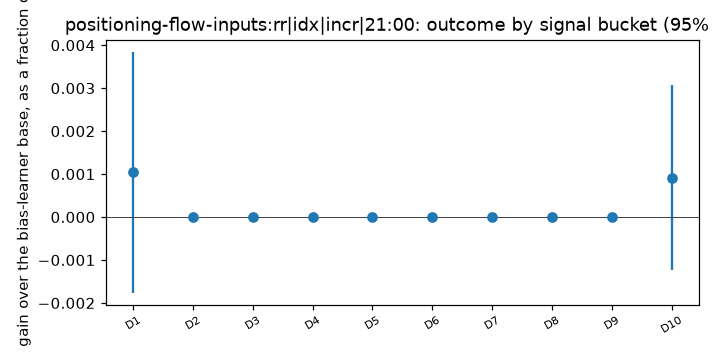 positioning-flow-inputs:rr|idx|incr|21:00: outcome by signal bucket (95%
gain over the bias-learner base, as a fraction
0.004
0.003
0.002
0.001
0.000
−0.001
−0.002
D1 D2 D3 D4 D5 D6 D7 D8 D9 D10